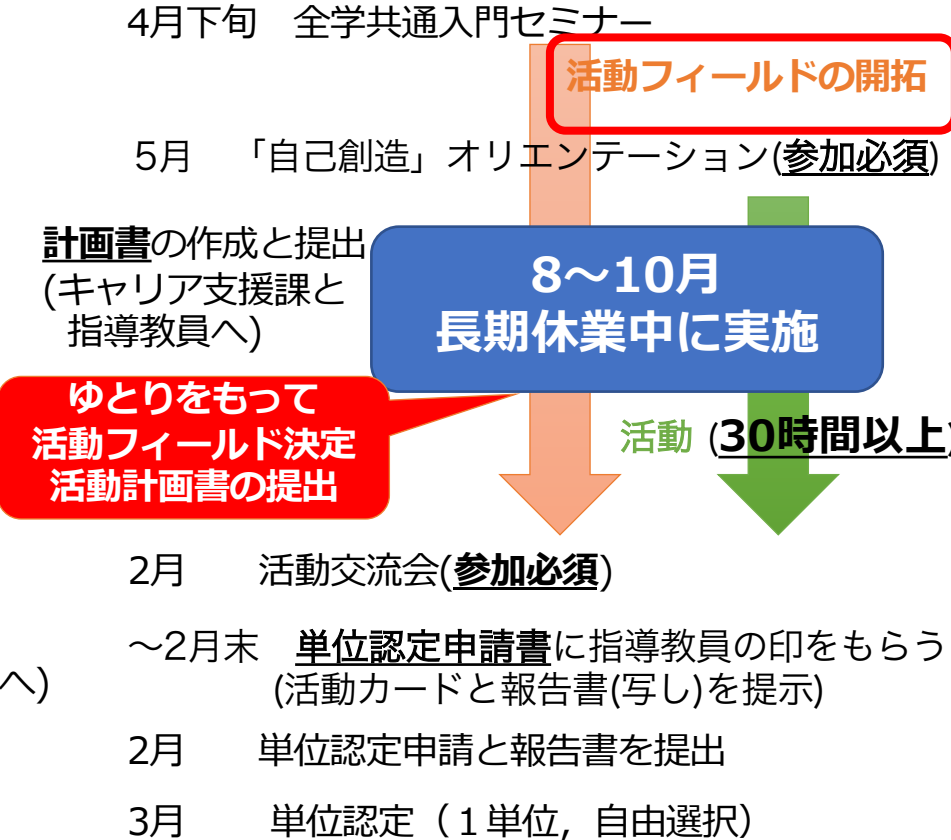 4月下旬　全学共通入門セミナー
活動フィールドの開拓
5月　「自己創造」オリエンテーション(参加必須)
計画書の作成と提出
(キャリア支援課と
指導教員へ)
8～10月
長期休業中に実施
ゆとりをもって
活動フィールド決定
活動計画書の提出
活動 (30時間以上)
2月　活動交流会(参加必須)
～2月末　単位認定申請書に指導教員の印をもらう
へ)
(活動カードと報告書(写し)を提示)
2月　単位認定申請と報告書を提出
3月　単位認定（１単位，自由選択）